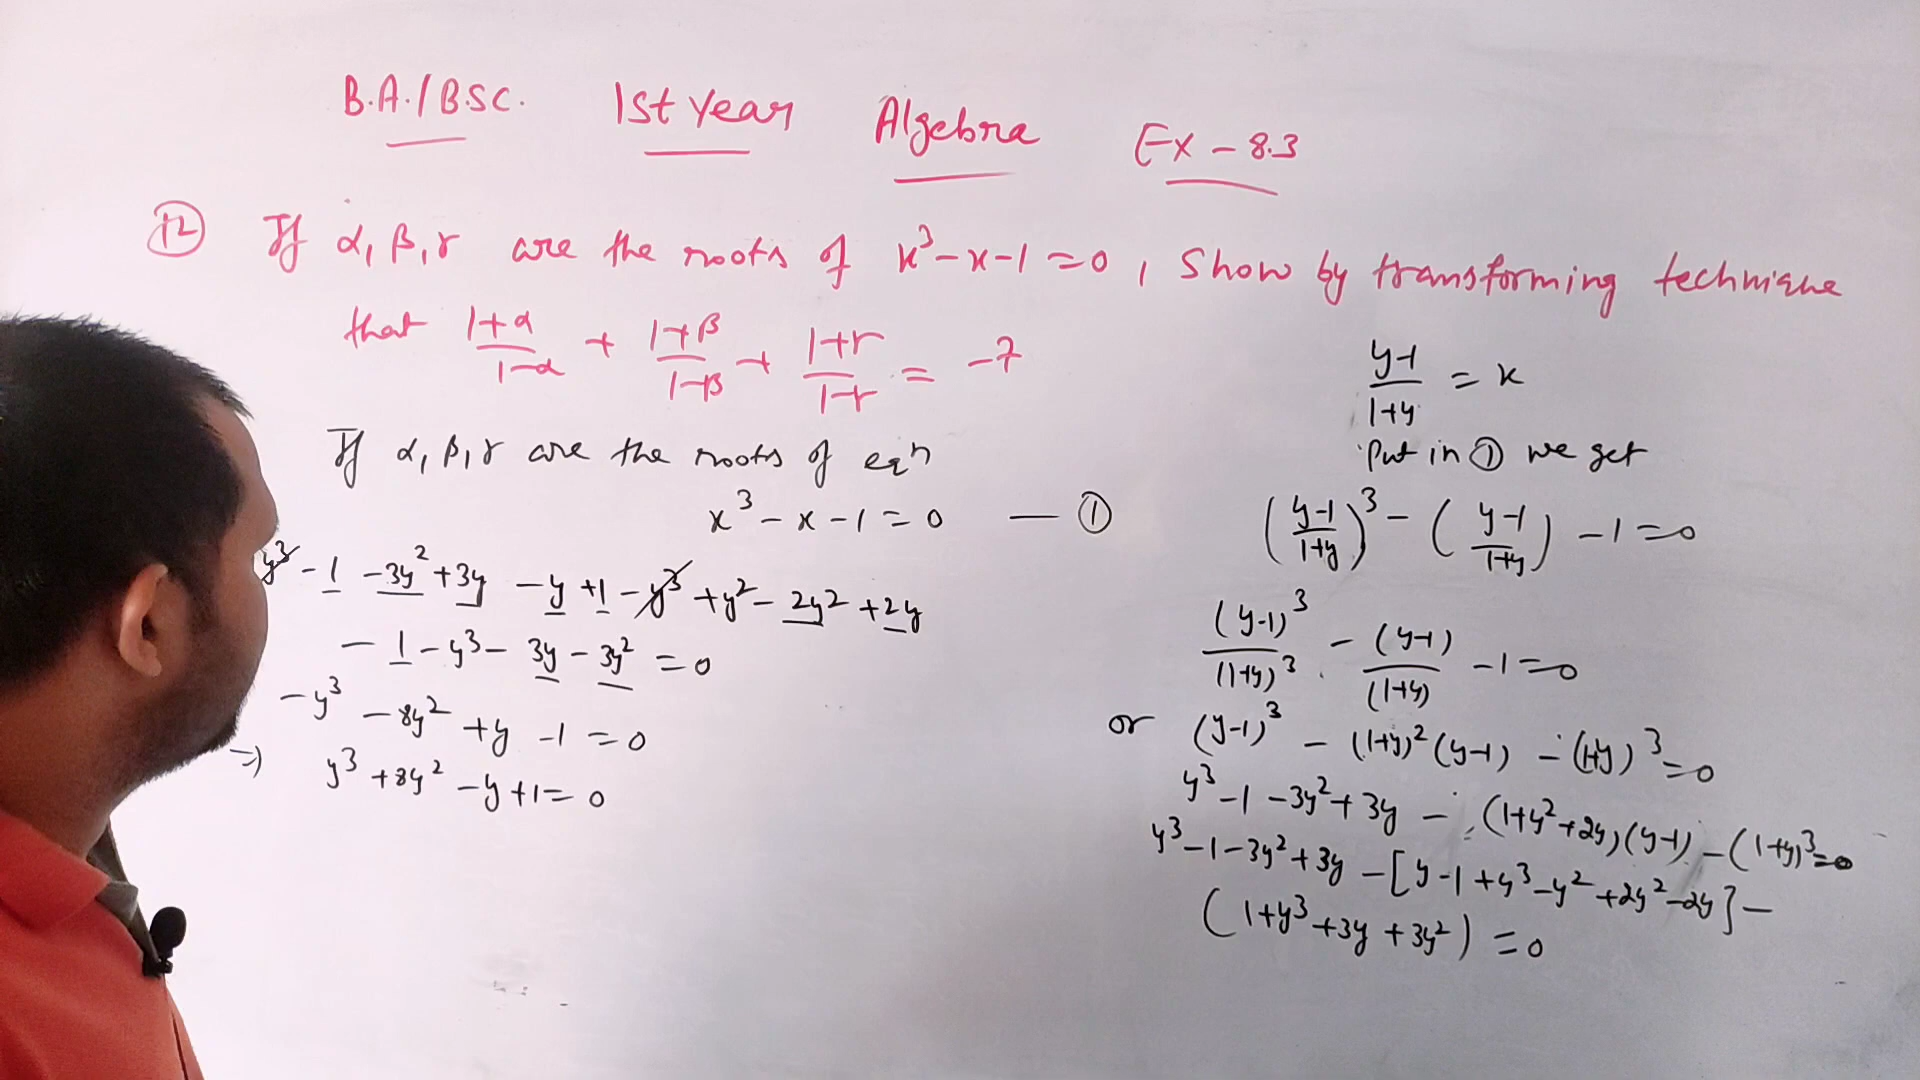 B.A./B.SC. 1st Year Algebra Ex - 8.3
(12) If α, β, γ are the roots of x³-x-1=0, Show by transforming technique
that (1+α)/(1-α) + (1+β)/(1-β) + (1+r)/(1-r) = -7
If α, β, γ are the roots of eqⁿ
x³ - x - 1 = 0 — ①
y³ - 1 - 3y² + 3y - y + 1 - y³ + y² - 2y² + 2y
- 1 - y³ - 3y - 3y² = 0
- y³ - 8y² + y - 1 = 0
⇒ y³ + 8y² - y + 1 = 0
(y-1)/(1+y) = x
Put in ① we get
((y-1)/(1+y))³ - ((y-1)/(1+y)) - 1 = 0
(y-1)³/(1+y)³ - (y-1)/(1+y) - 1 = 0
or (y-1)³ - (1+y)²(y-1) - (1+y)³ = 0
y³ - 1 - 3y² + 3y - (1+y²+2y)(y-1) - (1+y)³ = 0
y³ - 1 - 3y² + 3y - [y - 1 + y³ - y² + 2y² - 2y] -
(1 + y³ + 3y + 3y²) = 0